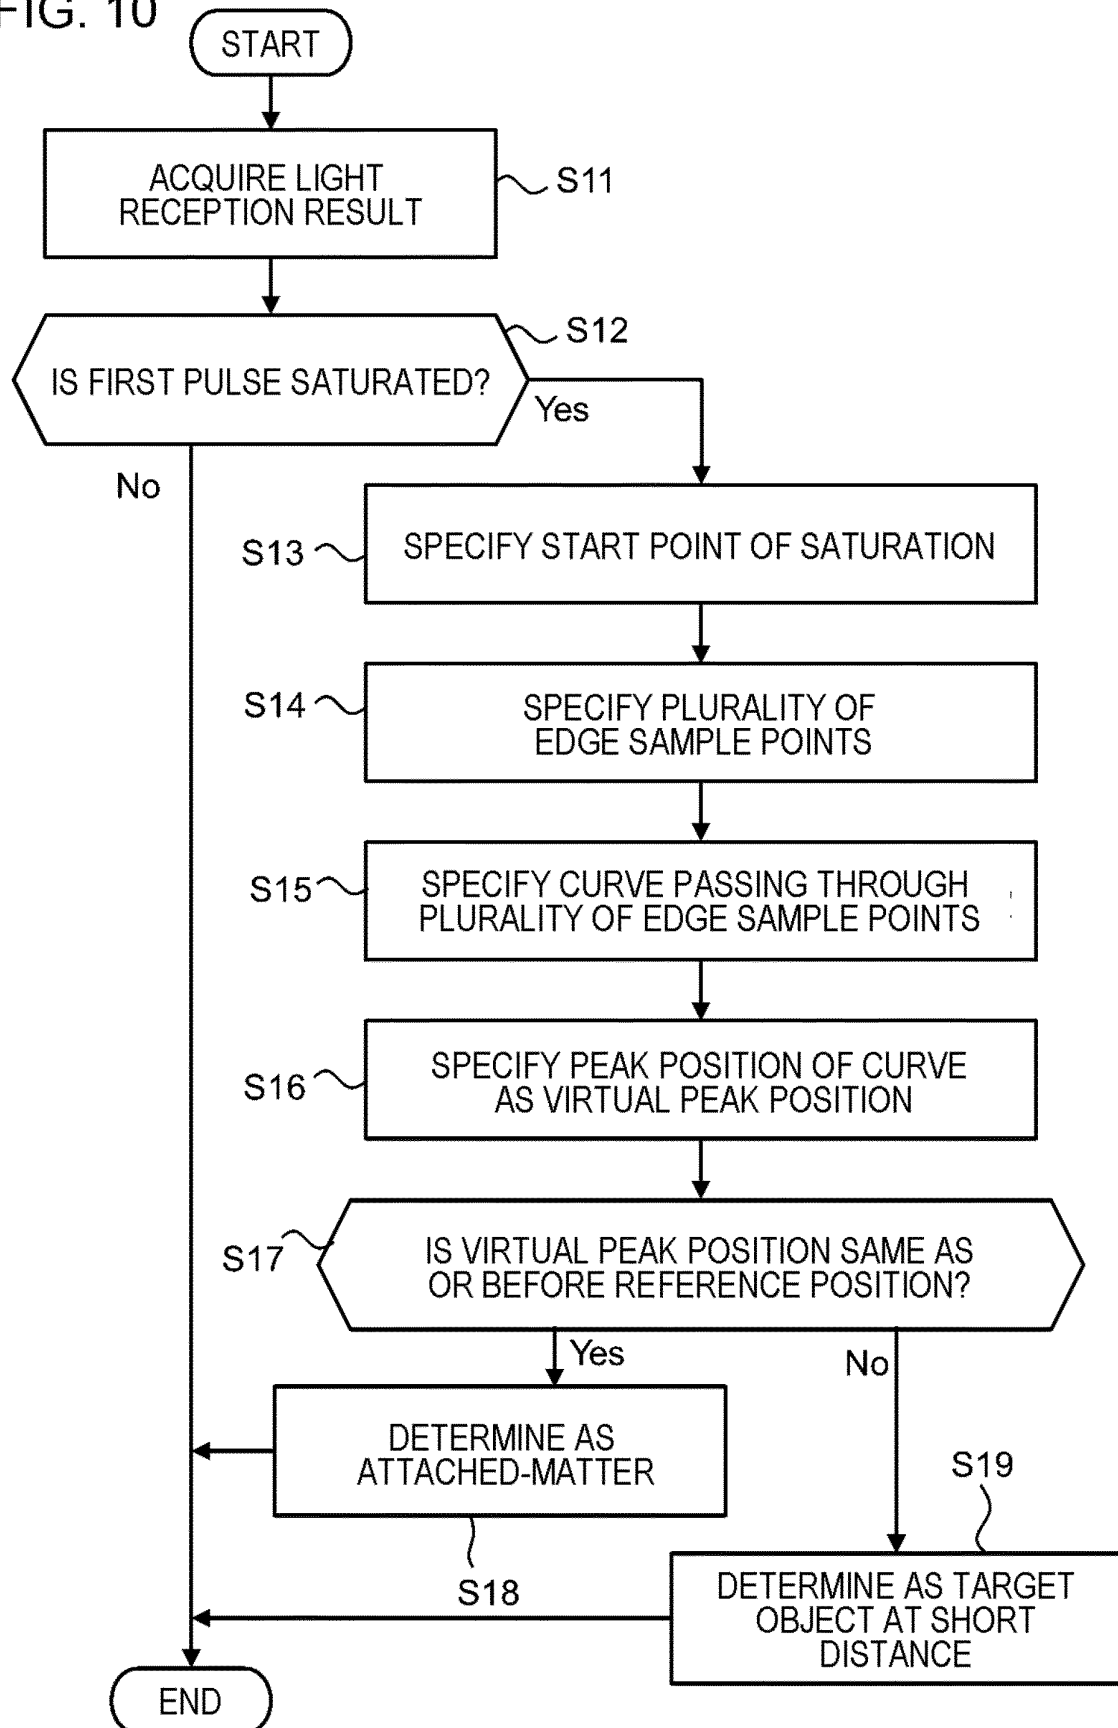 FIG. 10
START
ACQUIRE LIGHT
RECEPTION RESULT
S11
S12
IS FIRST PULSE SATURATED?
Yes
No
S13
SPECIFY START POINT OF SATURATION
S14
SPECIFY PLURALITY OF
EDGE SAMPLE POINTS
S15
SPECIFY CURVE PASSING THROUGH
PLURALITY OF EDGE SAMPLE POINTS
S16
SPECIFY PEAK POSITION OF CURVE
AS VIRTUAL PEAK POSITION
S17
IS VIRTUAL PEAK POSITION SAME AS
OR BEFORE REFERENCE POSITION?
Yes
No
DETERMINE AS
ATTACHED-MATTER
S18
S19
DETERMINE AS TARGET
OBJECT AT SHORT
DISTANCE
END